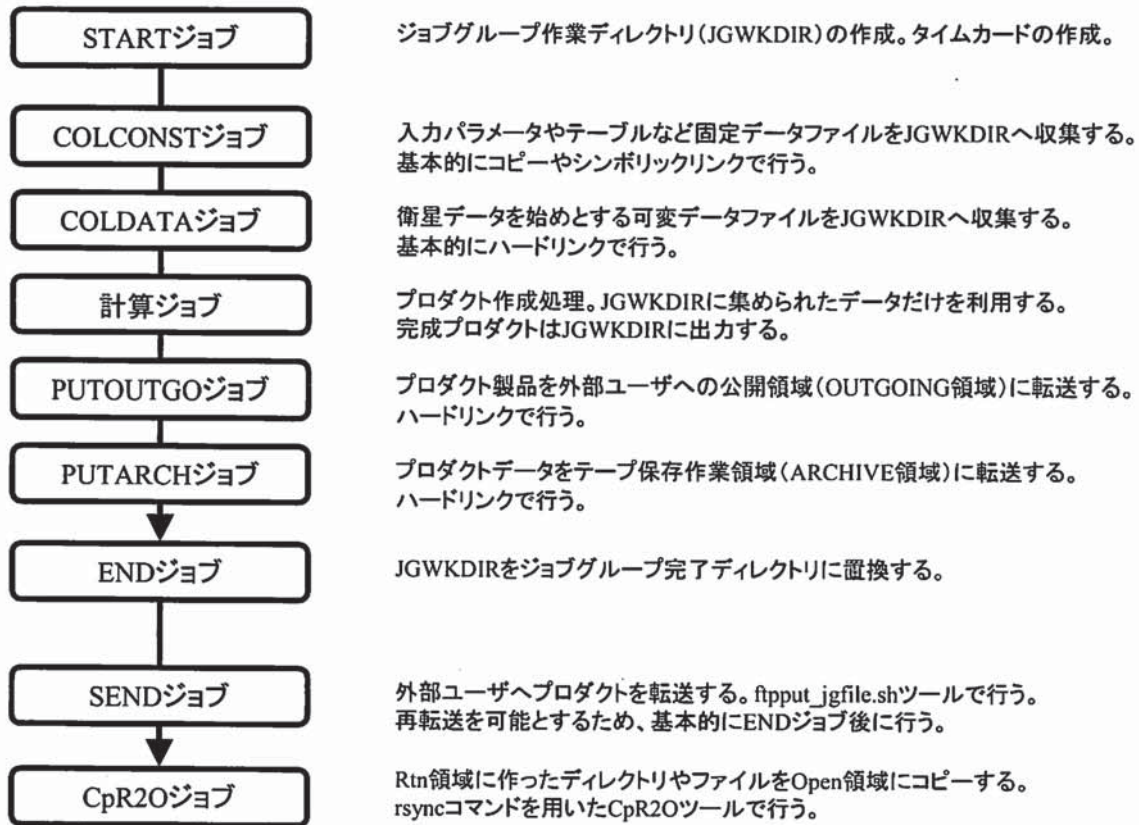 STARTジョブ
ジョブグループ作業ディレクトリ(JGWKDIR)の作成。タイムカードの作成。
COLCONSTジョブ
入力パラメータやテーブルなど固定データファイルをJGWKDIRへ収集する。
基本的にコピーやシンボリックリンクで行う。
COLDATAジョブ
衛星データを始めとする可変データファイルをJGWKDIRへ収集する。
基本的にハードリンクで行う。
計算ジョブ
プロダクト作成処理。JGWKDIRに集められたデータだけを利用する。
完成プロダクトはJGWKDIRに出力する。
PUTOUTGOジョブ
プロダクト製品を外部ユーザへの公開領域(OUTGOING領域)に転送する。
ハードリンクで行う。
PUTARCHジョブ
プロダクトデータをテープ保存作業領域(ARCHIVE領域)に転送する。
ハードリンクで行う。
ENDジョブ
JGWKDIRをジョブグループ完了ディレクトリに置換する。
SENDジョブ
外部ユーザへプロダクトを転送する。ftpput_jgfile.shツールで行う。
再転送を可能とするため、基本的にENDジョブ後に行う。
CpR2Oジョブ
Rtn領域に作ったディレクトリやファイルをOpen領域にコピーする。
rsyncコマンドを用いたCpR2Oツールで行う。